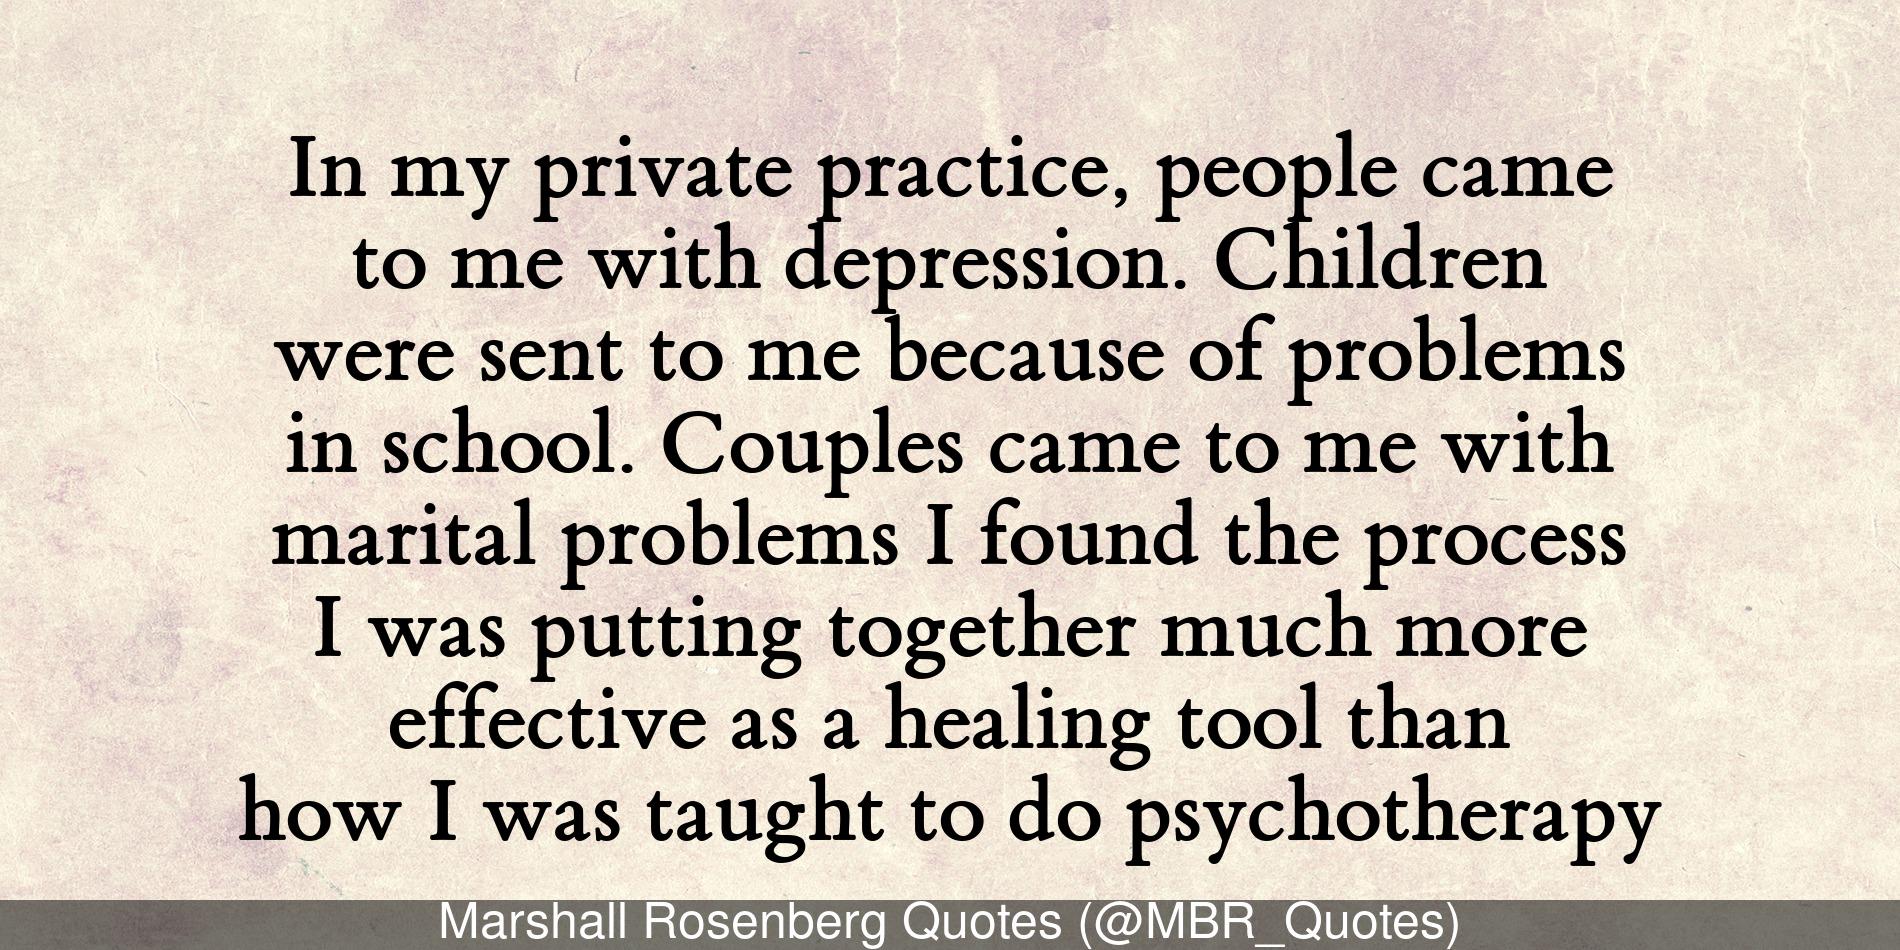 In my private practice, people came
to me with depression. Children
were sent to me because of problems
in school. Couples came to me with
marital problems I found the process
I was putting together much more
effective as a healing tool than
how I was taught to do psychotherapy
Marshall Rosenberg Quotes (@MBR_Quotes)